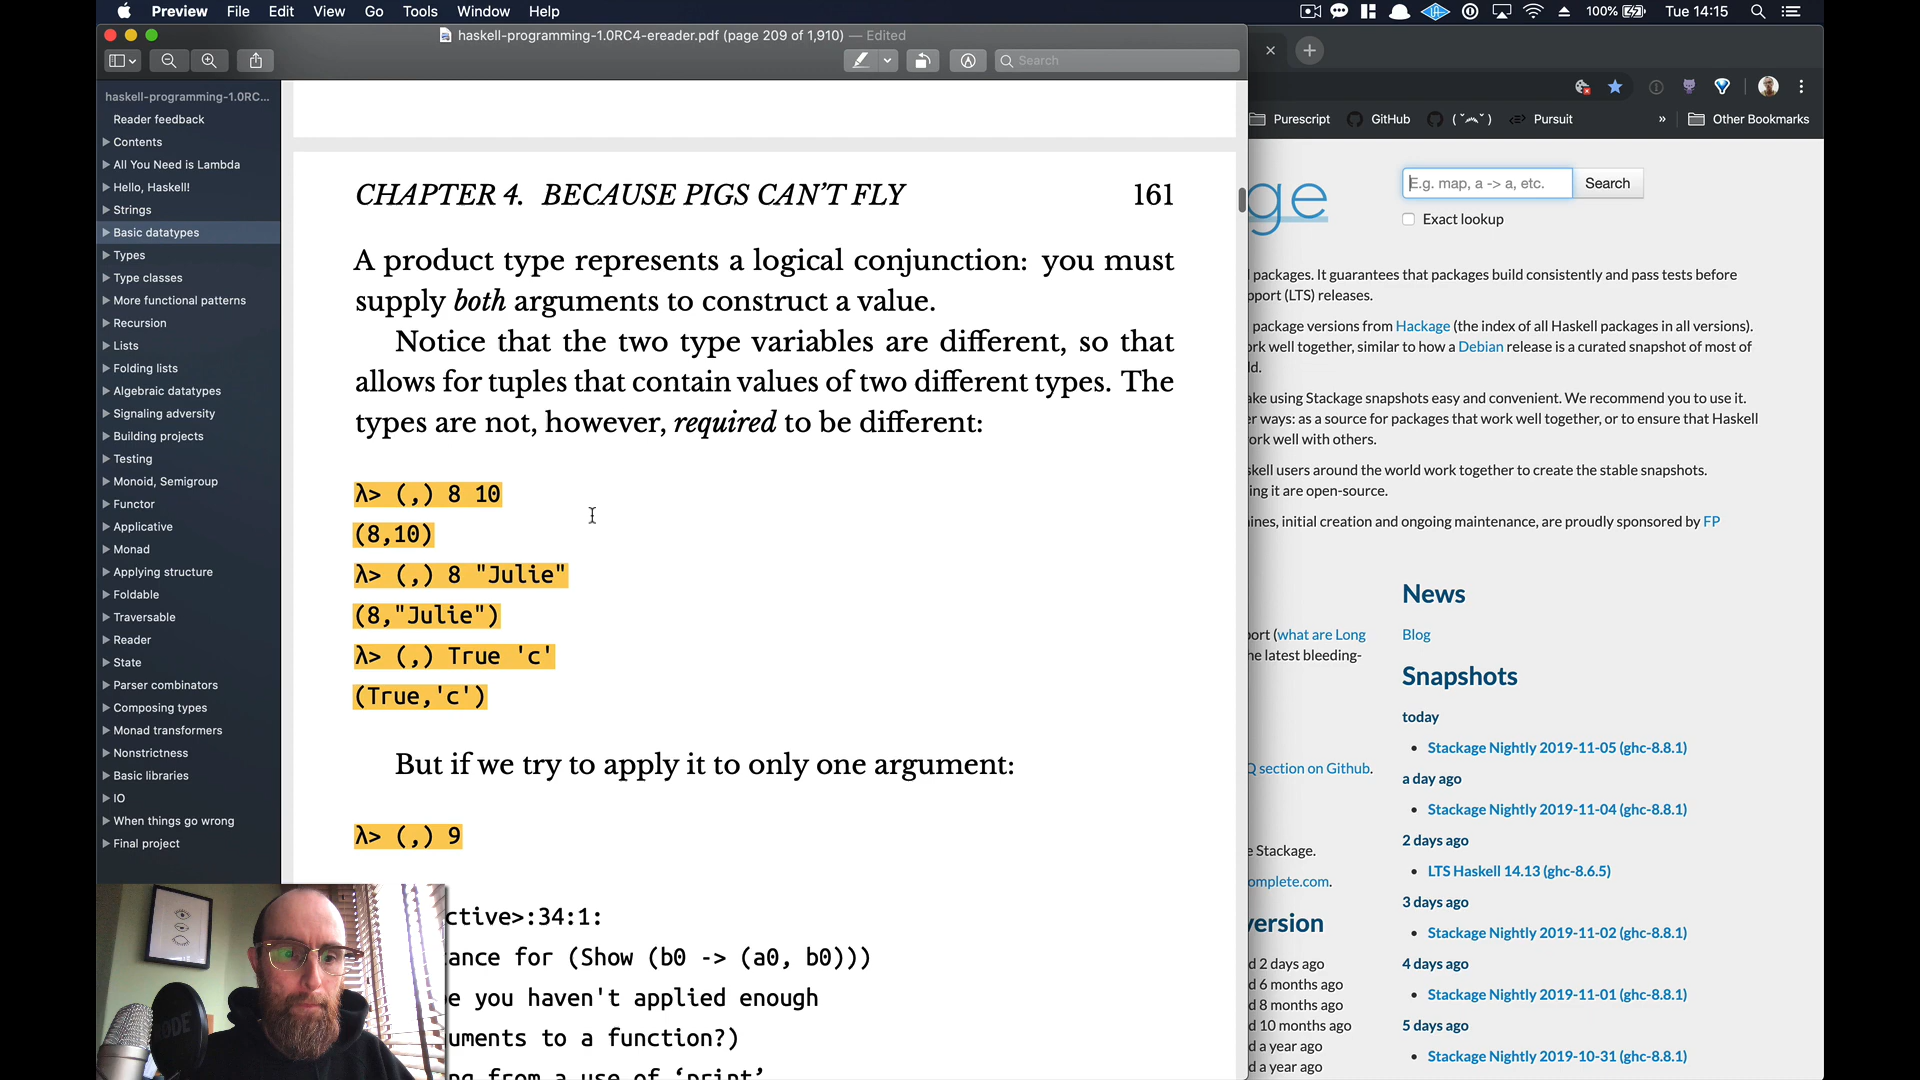 Preview File Edit View Go Tools Window Help
100% Tue 14:15
haskell-programming-1.0RC4-ereader.pdf (page 209 of 1,910) — Edited
Search
haskell-programming-1.0RC...
Reader feedback
Contents
All You Need is Lambda
Hello, Haskell!
Strings
Basic datatypes
Types
Type classes
More functional patterns
Recursion
Lists
Folding lists
Algebraic datatypes
Signaling adversity
Building projects
Testing
Monoid, Semigroup
Functor
Applicative
Monad
Applying structure
Foldable
Traversable
Reader
State
Parser combinators
Composing types
Monad transformers
Nonstrictness
Basic libraries
IO
When things go wrong
Final project
CHAPTER 4. BECAUSE PIGS CAN'T FLY 161
A product type represents a logical conjunction: you must
supply both arguments to construct a value.
Notice that the two type variables are different, so that
allows for tuples that contain values of two different types. The
types are not, however, required to be different:
λ> (,) 8 10
(8,10)
λ> (,) 8 "Julie"
(8,"Julie")
λ> (,) True 'c'
(True,'c')
But if we try to apply it to only one argument:
λ> (,) 9
ctive>:34:1:
ance for (Show (b0 -> (a0, b0)))
e you haven't applied enough
uments to a function?)
ng from a use of ‘print’
Purescript GitHub Pursuit » Other Bookmarks
ge
E.g. map, a -> a, etc. Search
Exact lookup
packages. It guarantees that packages build consistently and pass tests before
port (LTS) releases.
package versions from Hackage (the index of all Haskell packages in all versions).
rk well together, similar to how a Debian release is a curated snapshot of most of
d.
ke using Stackage snapshots easy and convenient. We recommend you to use it.
er ways: as a source for packages that work well together, or to ensure that Haskell
ork well with others.
skell users around the world work together to create the stable snapshots.
ing it are open-source.
ines, initial creation and ongoing maintenance, are proudly sponsored by FP
port (what are Long
he latest bleeding-
Q section on Github.
e Stackage.
omplete.com.
version
d 2 days ago
d 6 months ago
d 8 months ago
d 10 months ago
d a year ago
d a year ago
News
Blog
Snapshots
today
Stackage Nightly 2019-11-05 (ghc-8.8.1)
a day ago
Stackage Nightly 2019-11-04 (ghc-8.8.1)
2 days ago
LTS Haskell 14.13 (ghc-8.6.5)
3 days ago
Stackage Nightly 2019-11-02 (ghc-8.8.1)
4 days ago
Stackage Nightly 2019-11-01 (ghc-8.8.1)
5 days ago
Stackage Nightly 2019-10-31 (ghc-8.8.1)